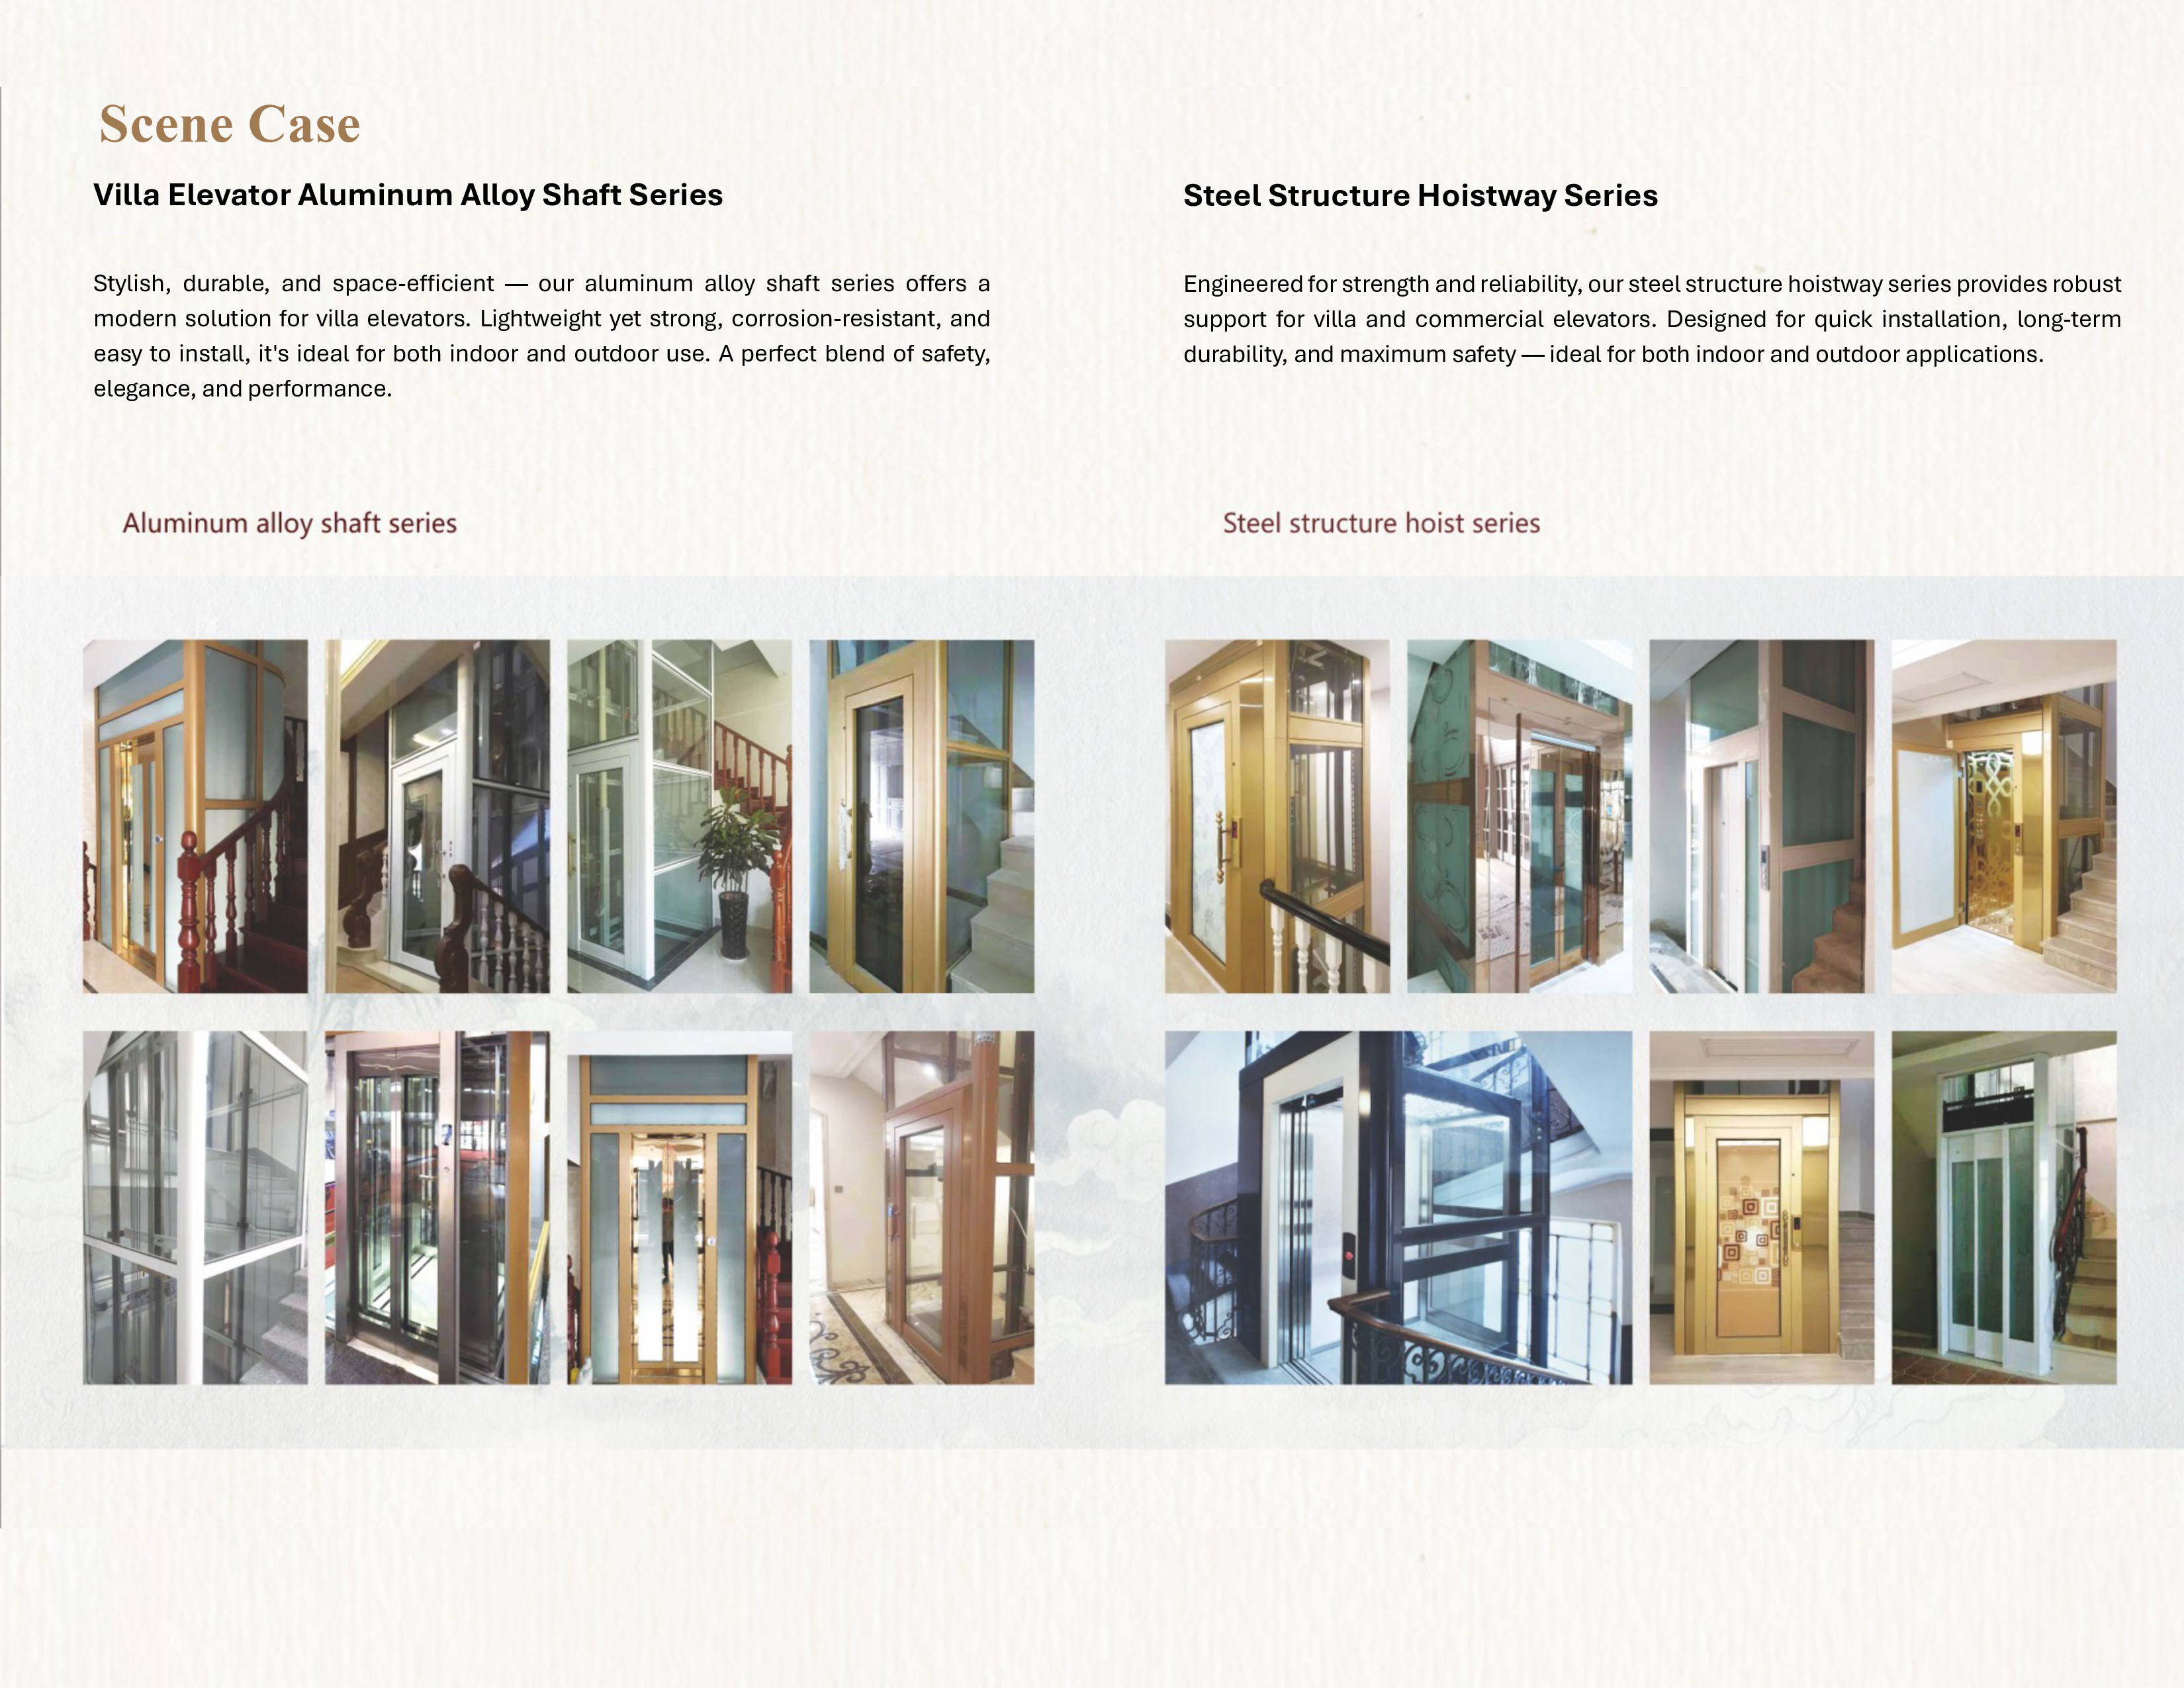 Scene Case
Villa Elevator Aluminum Alloy Shaft Series
Stylish, durable, and space-efficient — our aluminum alloy shaft series offers a
modern solution for villa elevators. Lightweight yet strong, corrosion-resistant, and
easy to install, it's ideal for both indoor and outdoor use. A perfect blend of safety,
elegance, and performance.
Aluminum alloy shaft series
Steel Structure Hoistway Series
Engineered for strength and reliability, our steel structure hoistway series provides robust
support for villa and commercial elevators. Designed for quick installation, long-term
durability, and maximum safety — ideal for both indoor and outdoor applications.
Steel structure hoist series